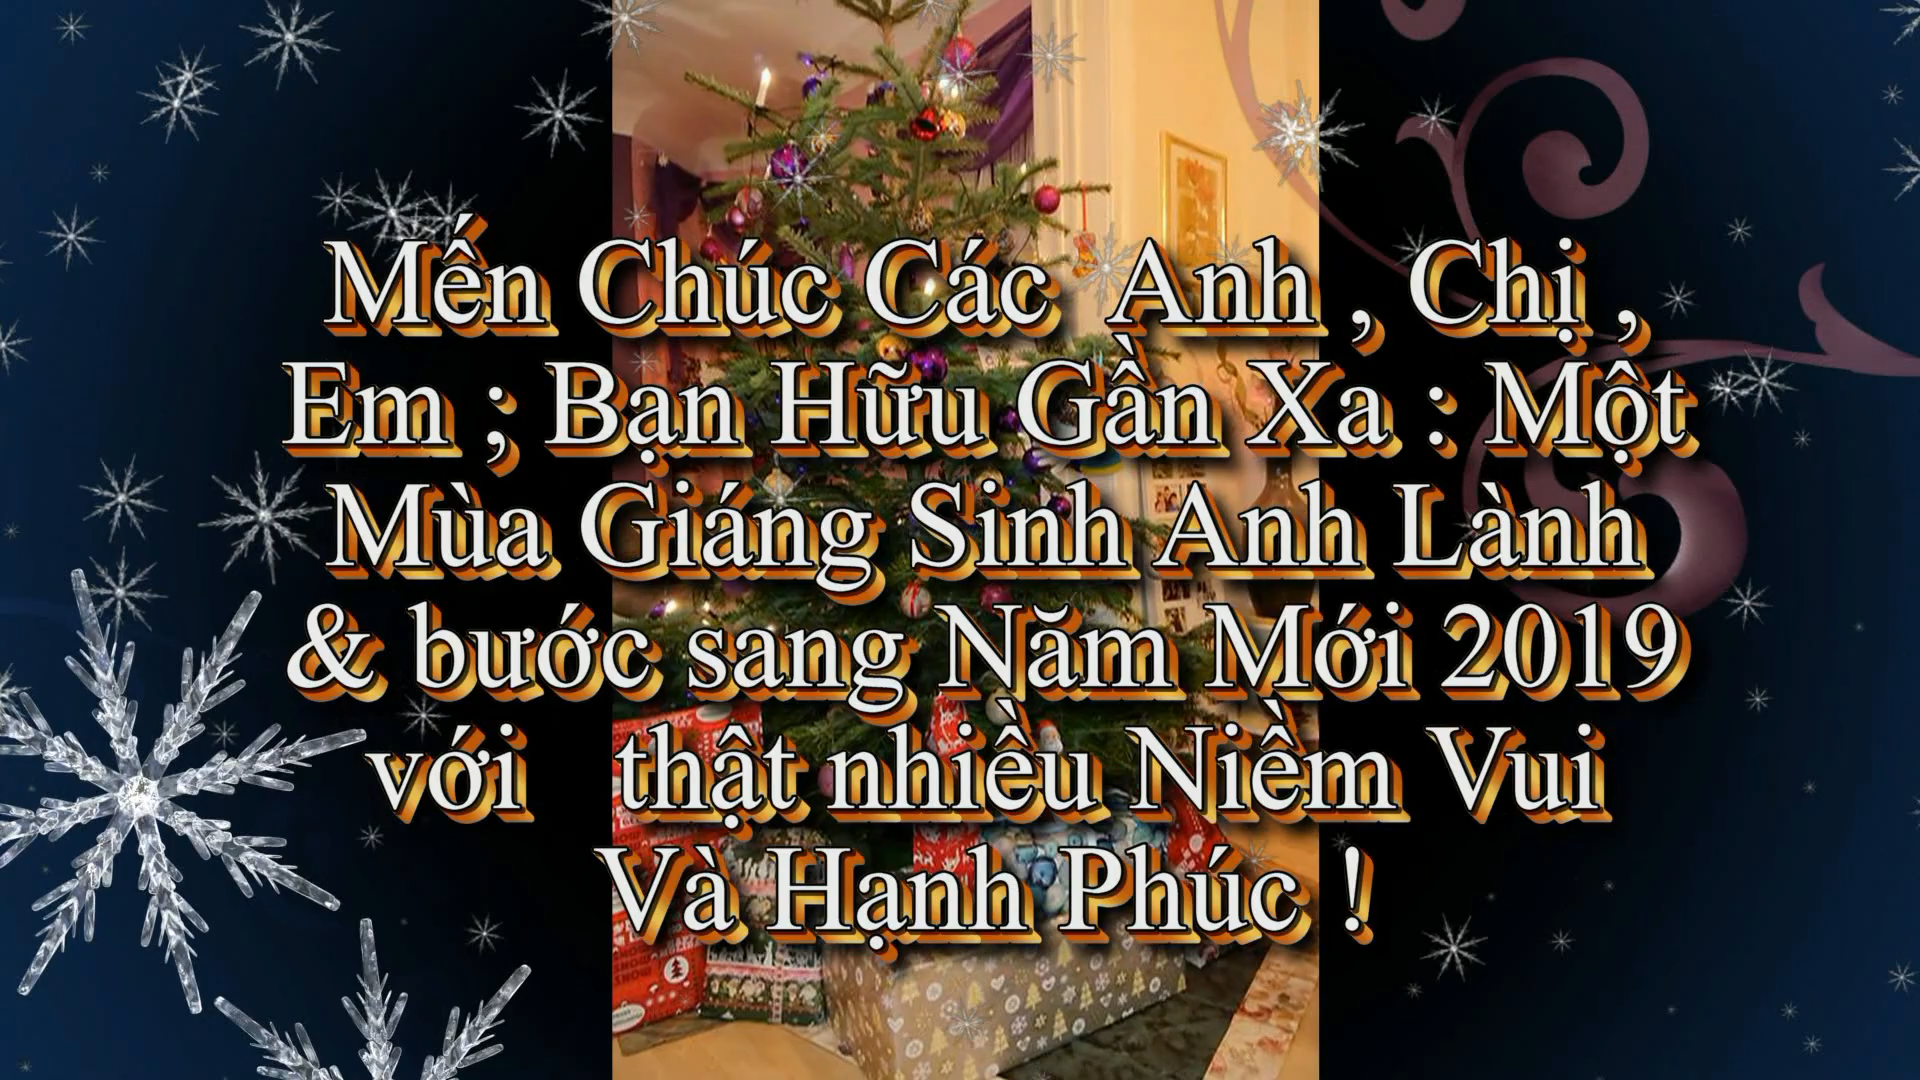 Mến Chúc Các Anh , Chị ,
Em ; Bạn Hữu Gần Xa : Một
Mùa Giáng Sinh Anh Lành
& bước sang Năm Mới 2019
với thật nhiều Niềm Vui
Và Hạnh Phúc !